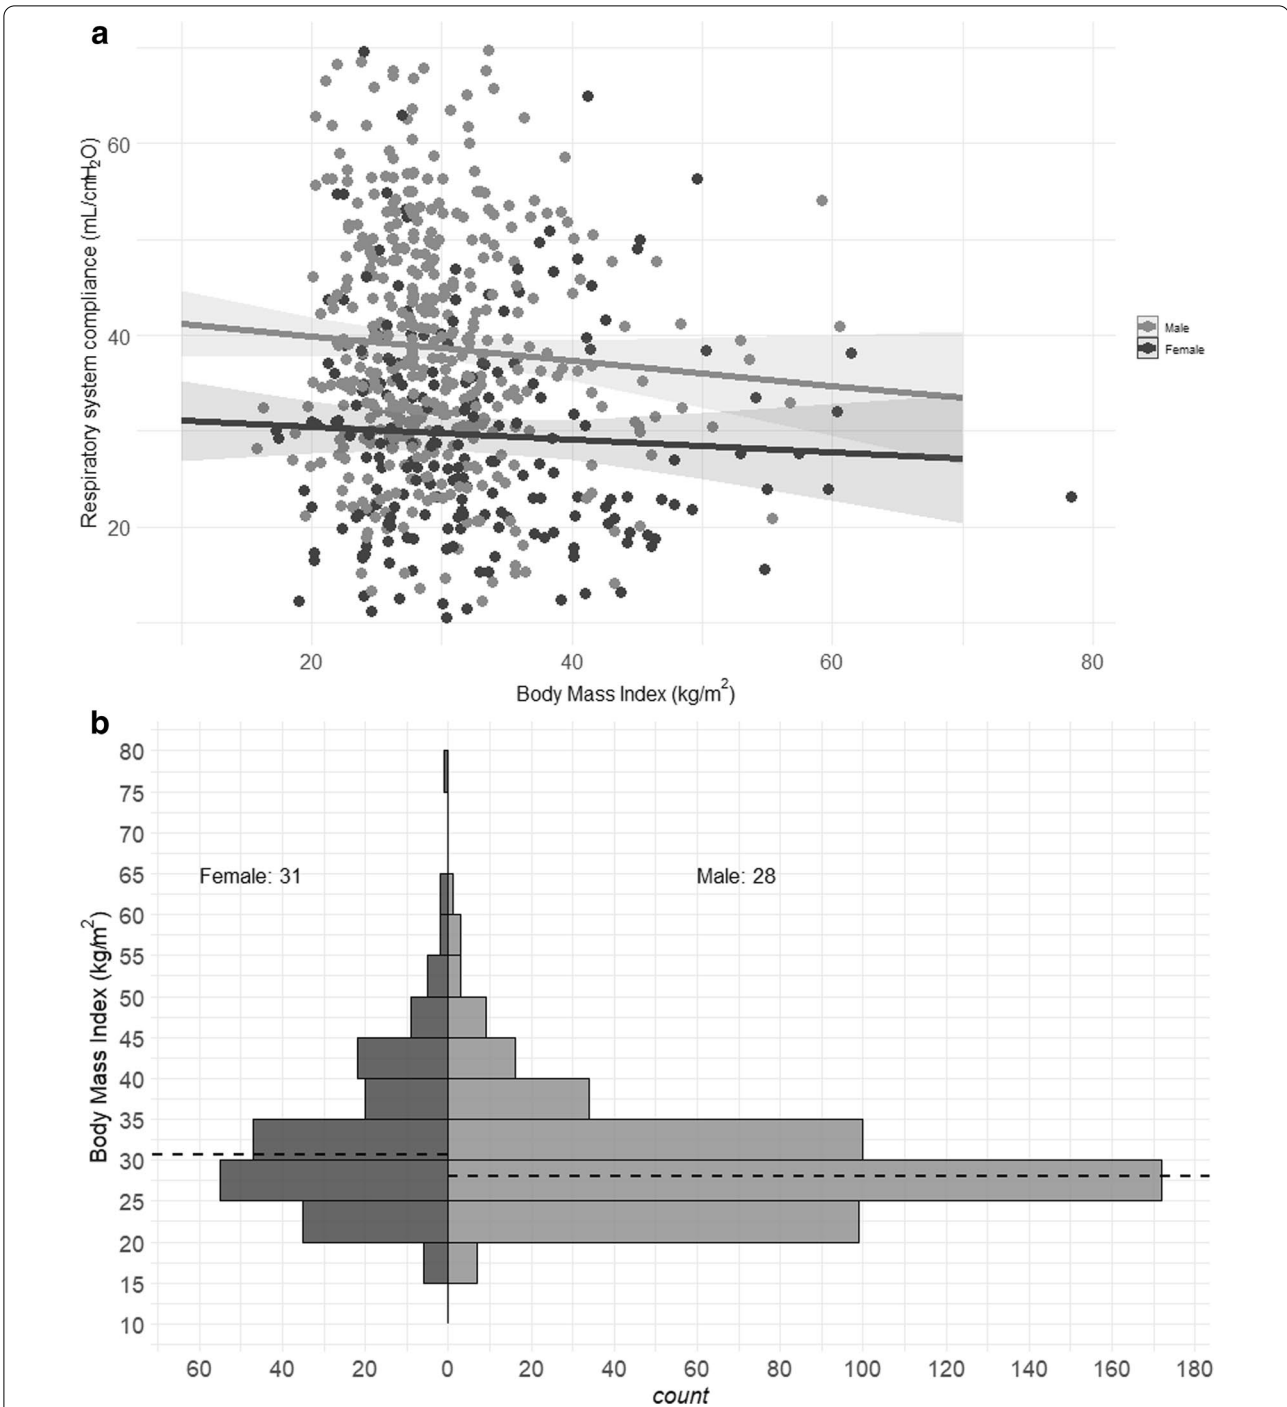 a
60
40
20
Respiratory system compliance (mL/cmH2O)
Male
Female
20 40 60 80
Body Mass Index (kg/m2)
b
80
75
70
65
60
55
50
45
40
35
30
25
20
15
10
Body Mass Index (kg/m2)
Female: 31 Male: 28
60 40 20 0 20 40 60 80 100 120 140 160 180
count